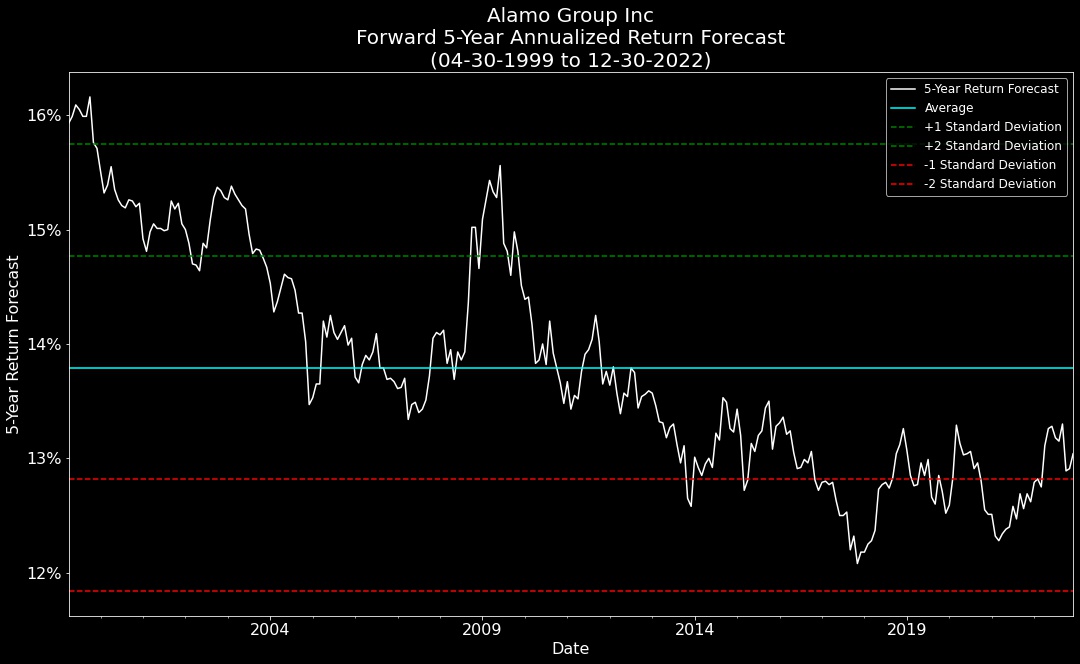 Alamo Group Inc
Forward 5-Year Annualized Return Forecast
(04-30-1999 to 12-30-2022)
5-Year Return Forecast
Average
+1 Standard Deviation
+2 Standard Deviation
-1 Standard Deviation
-2 Standard Deviation
5-Year Return Forecast
16%
15%
14%
13%
12%
2004
2009
2014
2019
Date